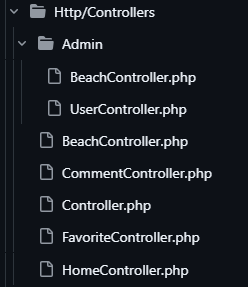 Http/Controllers
Admin
BeachController.php
UserController.php
BeachController.php
CommentController.php
Controller.php
FavoriteController.php
HomeController.php